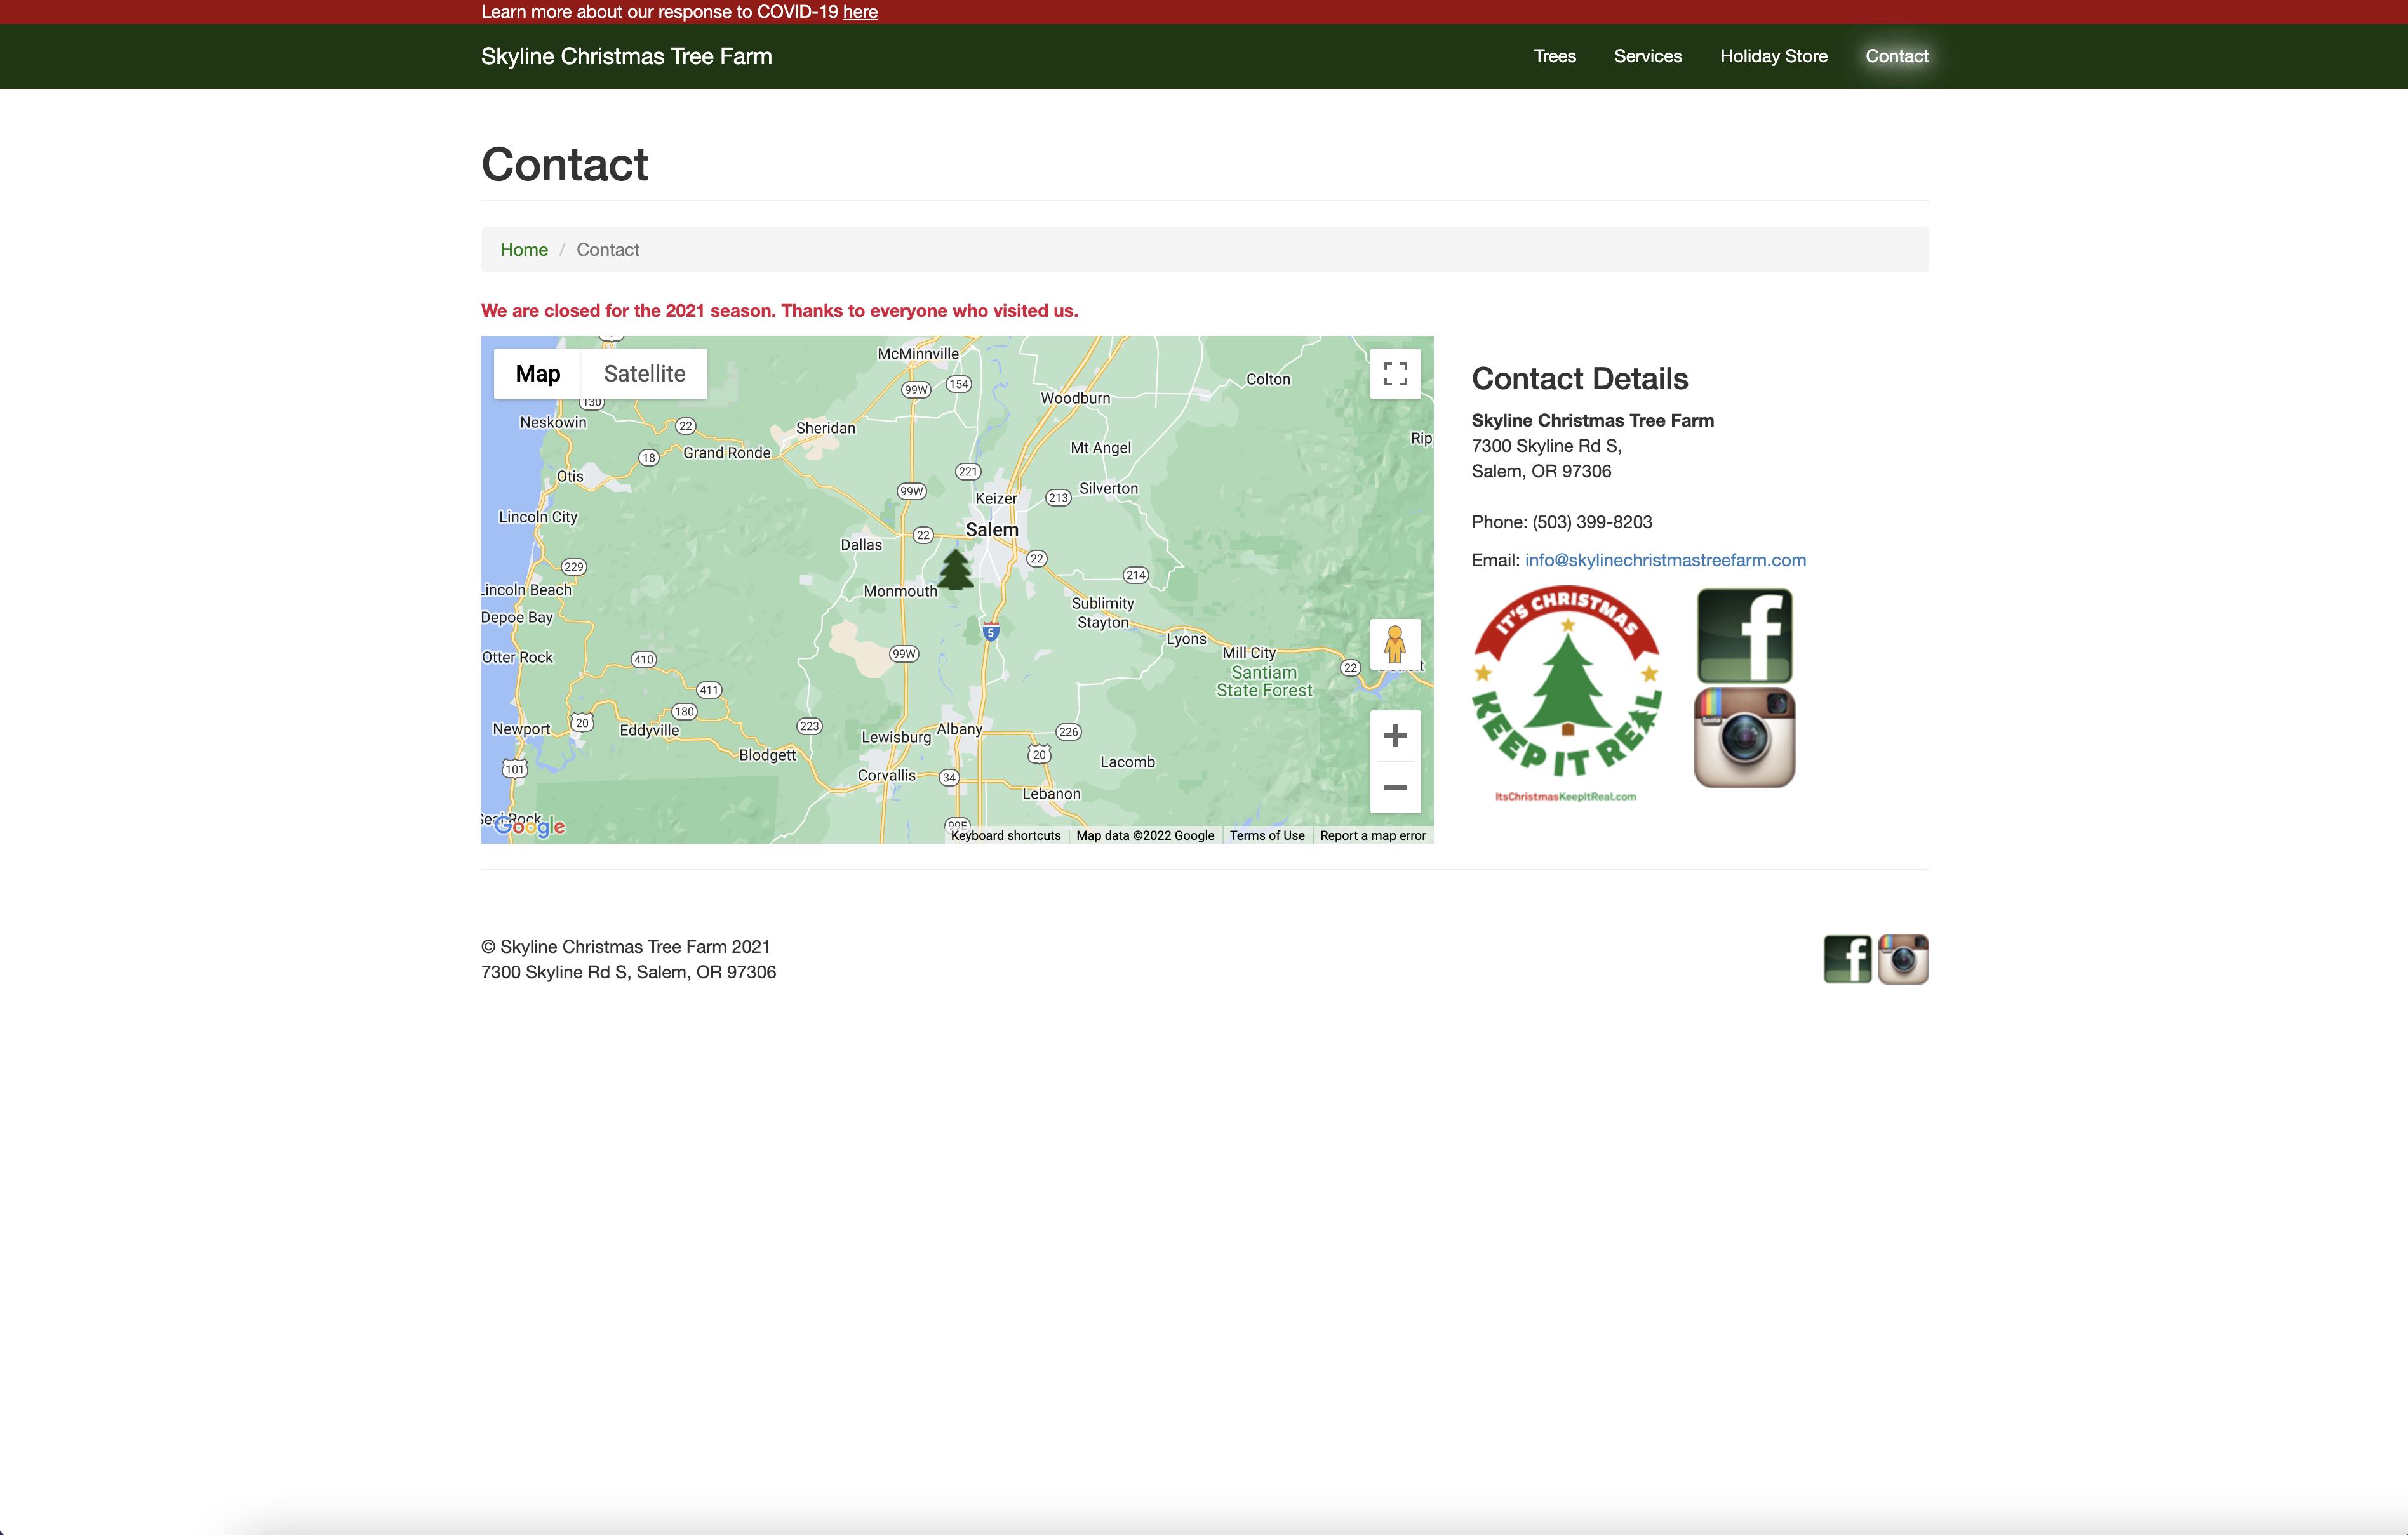 Learn more about our response to COVID-19 here
Skyline Christmas Tree Farm
Trees
Services
Holiday Store
Contact
Contact
Home / Contact
We are closed for the 2021 season. Thanks to everyone who visited us.
Map
Satellite
McMinnville
99W
154
Colton
Woodburn
130
Neskowin
22
Sheridan
Rip
18
Grand Ronde
Mt Angel
221
Otis
99W
Keizer
213
Silverton
Lincoln City
Salem
22
Dallas
22
229
214
Lincoln Beach
Monmouth
Sublimity
Depoe Bay
Stayton
5
Lyons
Otter Rock
410
99W
Mill City
22
Santiam
State Forest
411
180
Newport
20
Eddyville
223
Lewisburg
Albany
226
20
Blodgett
Lacomb
101
Corvallis
34
Lebanon
Seal Rock
Google
99E
Keyboard shortcuts
Map data ©2022 Google
Terms of Use
Report a map error
Contact Details
Skyline Christmas Tree Farm
7300 Skyline Rd S,
Salem, OR 97306
Phone: (503) 399-8203
Email: info@skylinechristmastreefarm.com
IT'S CHRISTMAS
KEEP IT REAL
ItsChristmasKeepItReal.com
f
Insta
© Skyline Christmas Tree Farm 2021
7300 Skyline Rd S, Salem, OR 97306
f